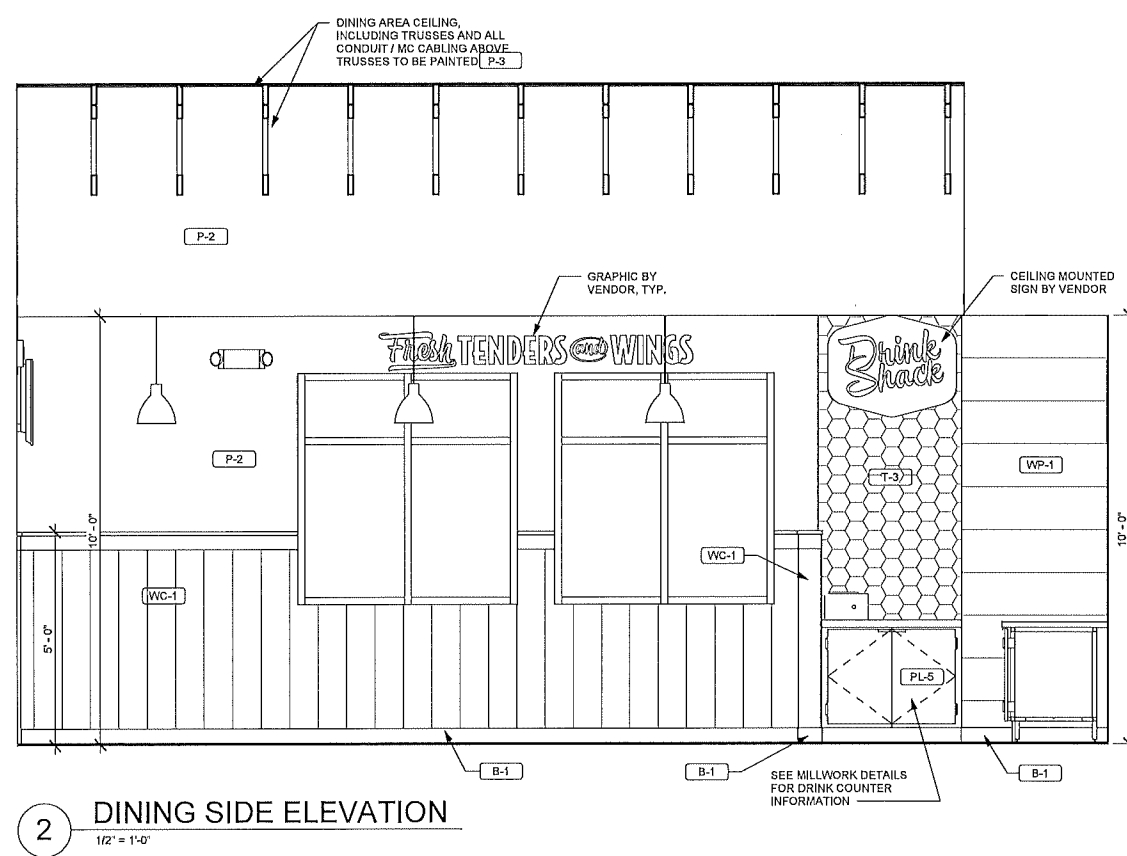 DINING AREA CEILING,
INCLUDING TRUSSES AND ALL
CONDUIT / MC CABLING ABOVE
TRUSSES TO BE PAINTED P-3
P-2
GRAPHIC BY
VENDOR, TYP.
CEILING MOUNTED
SIGN BY VENDOR
Fresh TENDERS and WINGS
Drink
Shack
P-2
T-3
WP-1
10' - 0"
10' - 0"
WC-1
WC-1
5' - 0"
PL-5
B-1
B-1
B-1
SEE MILLWORK DETAILS
FOR DRINK COUNTER
INFORMATION
2 DINING SIDE ELEVATION
1/2" = 1'-0"